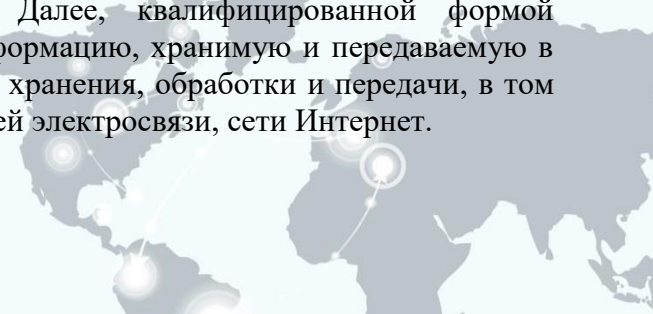 Далее, квалифицированной формой
формацию, хранимую и передаваемую в
хранения, обработки и передачи, в том
ей электросвязи, сети Интернет.